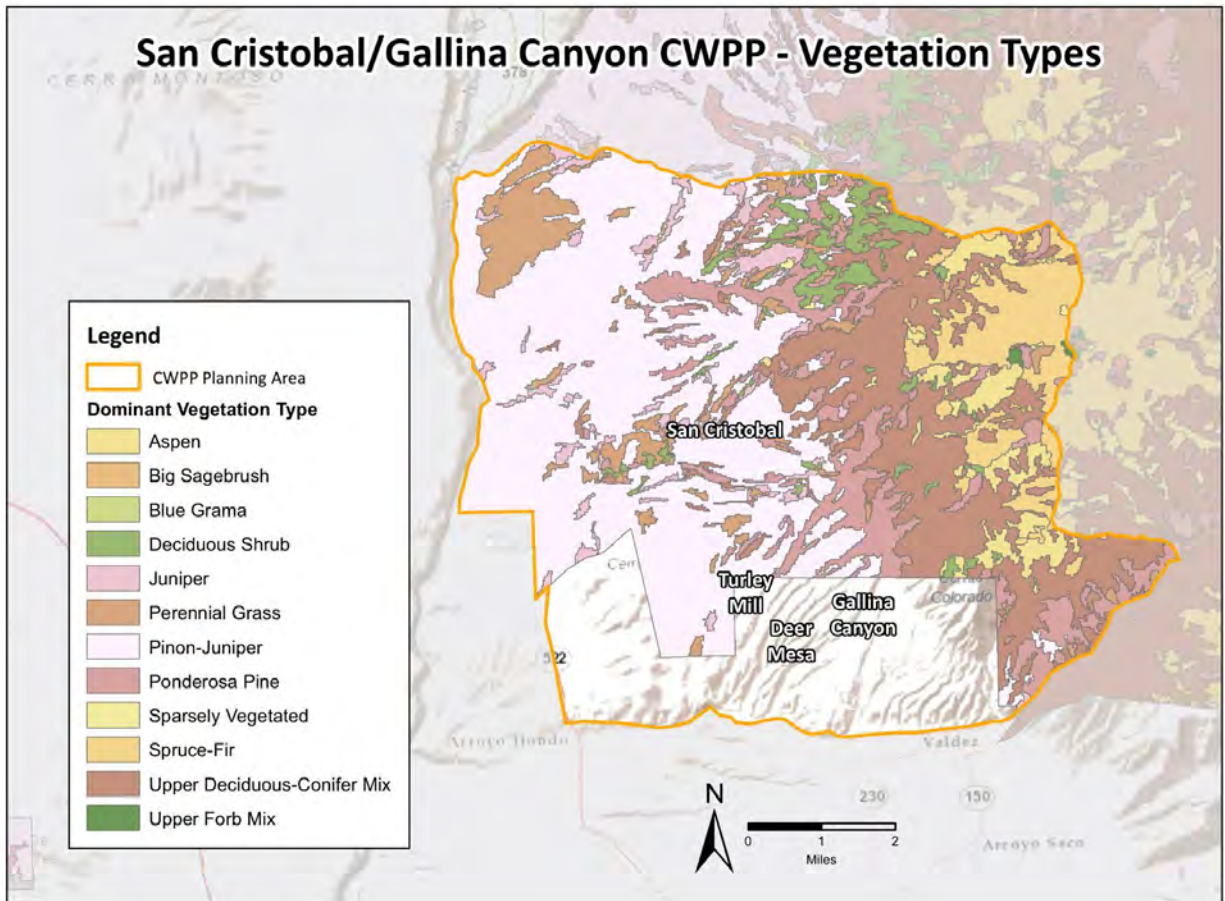 San Cristobal/Gallina Canyon CWPP - Vegetation Types
CERRO MONTOSO
378
Legend
CWPP Planning Area
Dominant Vegetation Type
Aspen
Big Sagebrush
Blue Grama
Deciduous Shrub
Juniper
Perennial Grass
Pinon-Juniper
Ponderosa Pine
Sparsely Vegetated
Spruce-Fir
Upper Deciduous-Conifer Mix
Upper Forb Mix
San Cristobal
Turley
Mill
Gallina
Canyon
Deer
Mesa
Colorado
522
Arroyo Hondo
Valdez
230
150
Arroyo Seco
N
0 1 2
Miles